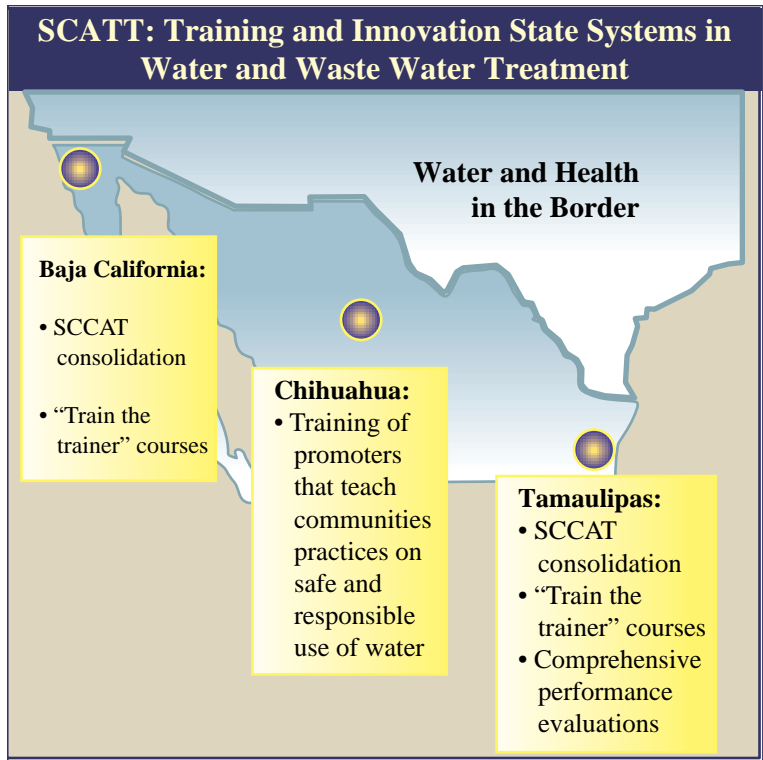 SCATT: Training and Innovation State Systems in
Water and Waste Water Treatment
Water and Health
in the Border
Baja California:
• SCCAT
consolidation
• “Train the
trainer” courses
Chihuahua:
• Training of
promoters
that teach
communities
practices on
safe and
responsible
use of water
Tamaulipas:
• SCCAT
consolidation
• “Train the
trainer” courses
• Comprehensive
performance
evaluations